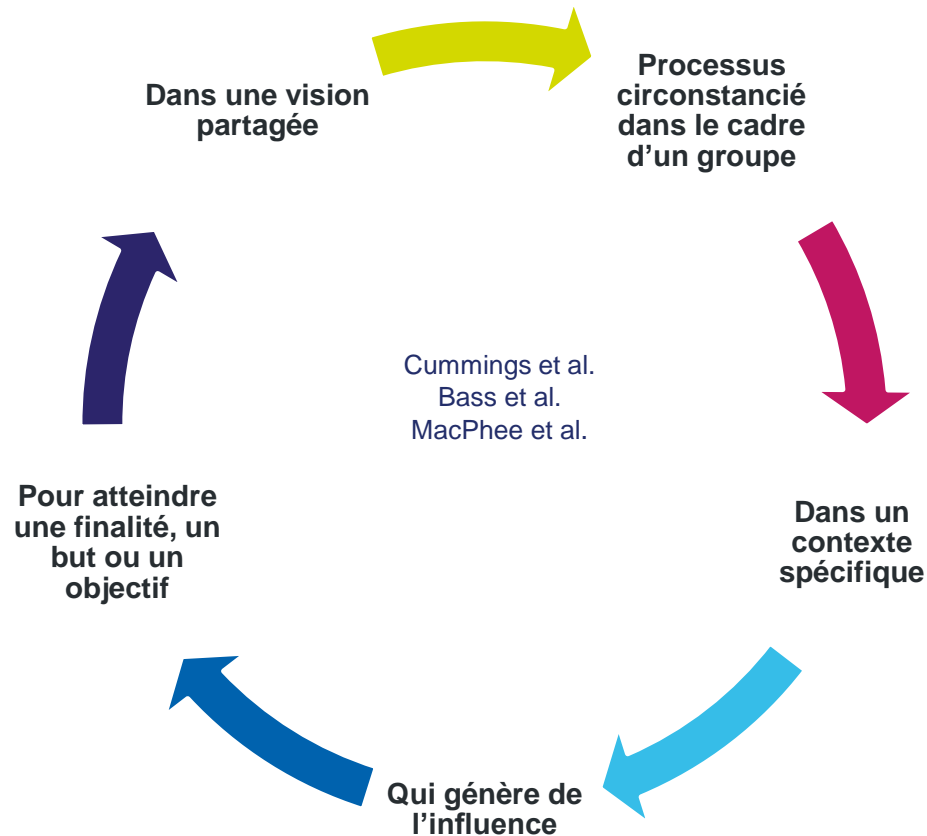 Dans une vision
partagée
Processus
circonstancié
dans le cadre
d’un groupe
Dans un
contexte
spécifique
Qui génère de
l’influence
Pour atteindre
une finalité, un
but ou un
objectif
Cummings et al.
Bass et al.
MacPhee et al.